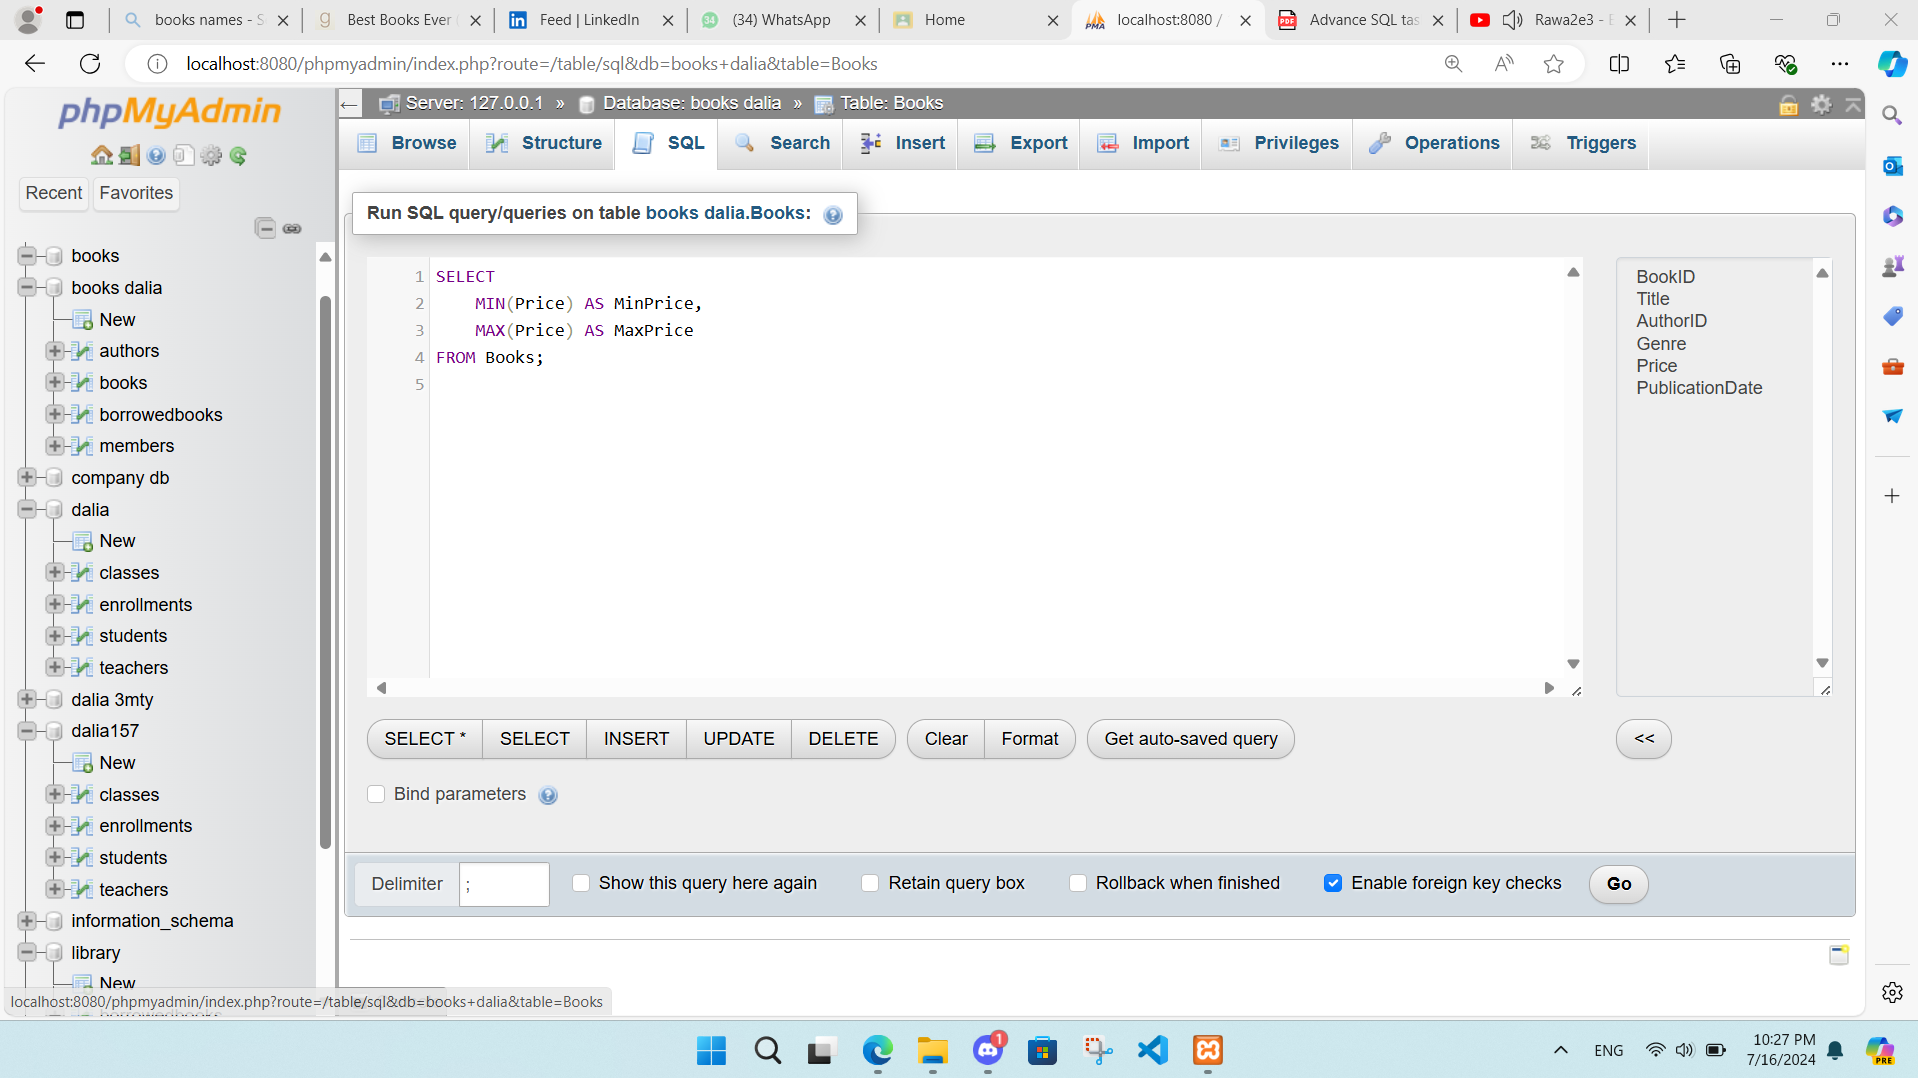 books names - S
Best Books Ever
Feed | LinkedIn
(34) WhatsApp
Home
localhost:8080 /
Advance SQL tas
Rawa2e3 -
localhost:8080/phpmyadmin/index.php?route=/table/sql&db=books+dalia&table=Books
phpMyAdmin
Recent
Favorites
books
books dalia
New
authors
books
borrowedbooks
members
company db
dalia
New
classes
enrollments
students
teachers
dalia 3mty
dalia157
New
classes
enrollments
students
teachers
information_schema
library
New
localhost:8080/phpmyadmin/index.php?route=/table/sql&db=books+dalia&table=Books
Server: 127.0.0.1 » Database: books dalia » Table: Books
Browse
Structure
SQL
Search
Insert
Export
Import
Privileges
Operations
Triggers
Run SQL query/queries on table books dalia.Books:
1 SELECT
2 MIN(Price) AS MinPrice,
3 MAX(Price) AS MaxPrice
4 FROM Books;
5
BookID
Title
AuthorID
Genre
Price
PublicationDate
SELECT *
SELECT
INSERT
UPDATE
DELETE
Clear
Format
Get auto-saved query
<<
Bind parameters
Delimiter ;
Show this query here again
Retain query box
Rollback when finished
Enable foreign key checks
Go
1
ENG
10:27 PM
7/16/2024
PRE